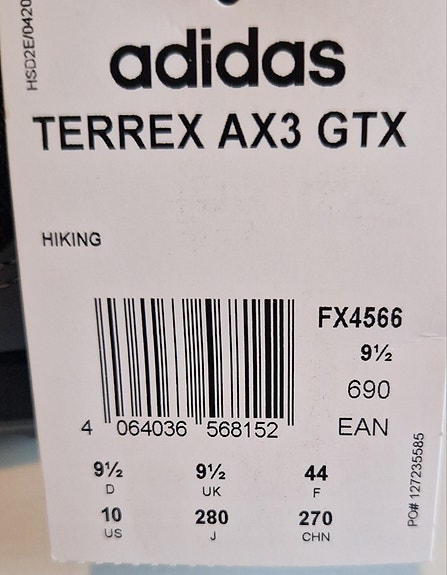 HSD2E/0420
adidas
TERREX AX3 GTX
HIKING
FX4566
9½
690
EAN
4 064036 568152
9½ 9½ 44
D UK F
10 280 270
US J CHN
PO# 127235585